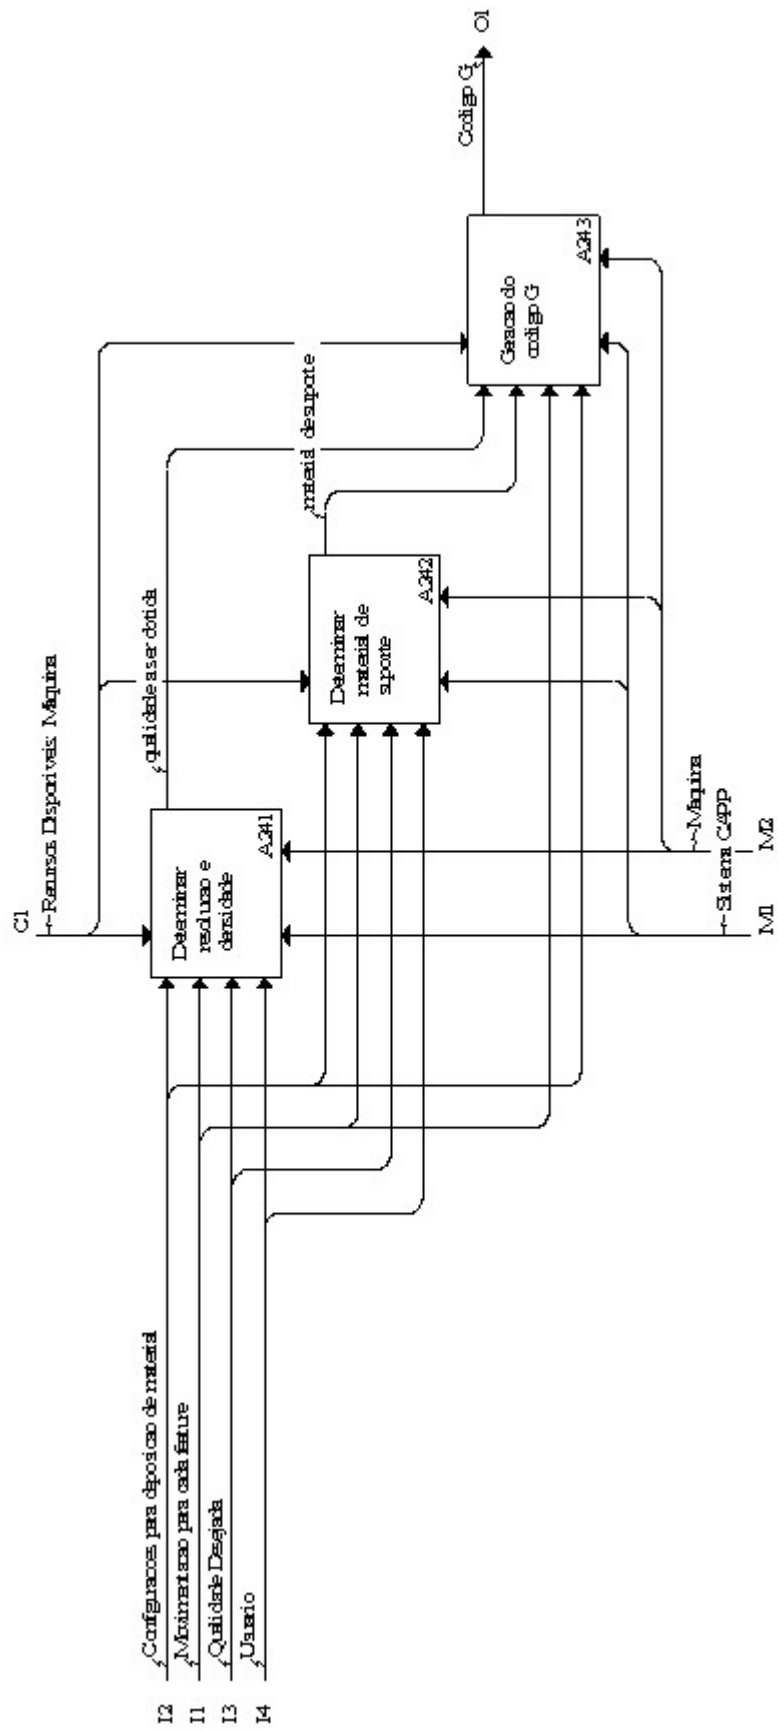 C1
Recursos Disponiveis: Maquina
I2
Configuracoes para deposicao de material
I1
Movimentacao para cada feature
I3
Qualidade Desejada
I4
Usuario
Determinar
resolucao e
densidade
A241
qualidade a ser obtida
Determinar
material de
suporte
A242
material de suporte
Geracao do
codigo G
A243
Codigo G
O1
Maquina
Sistema CAPP
M1
M2